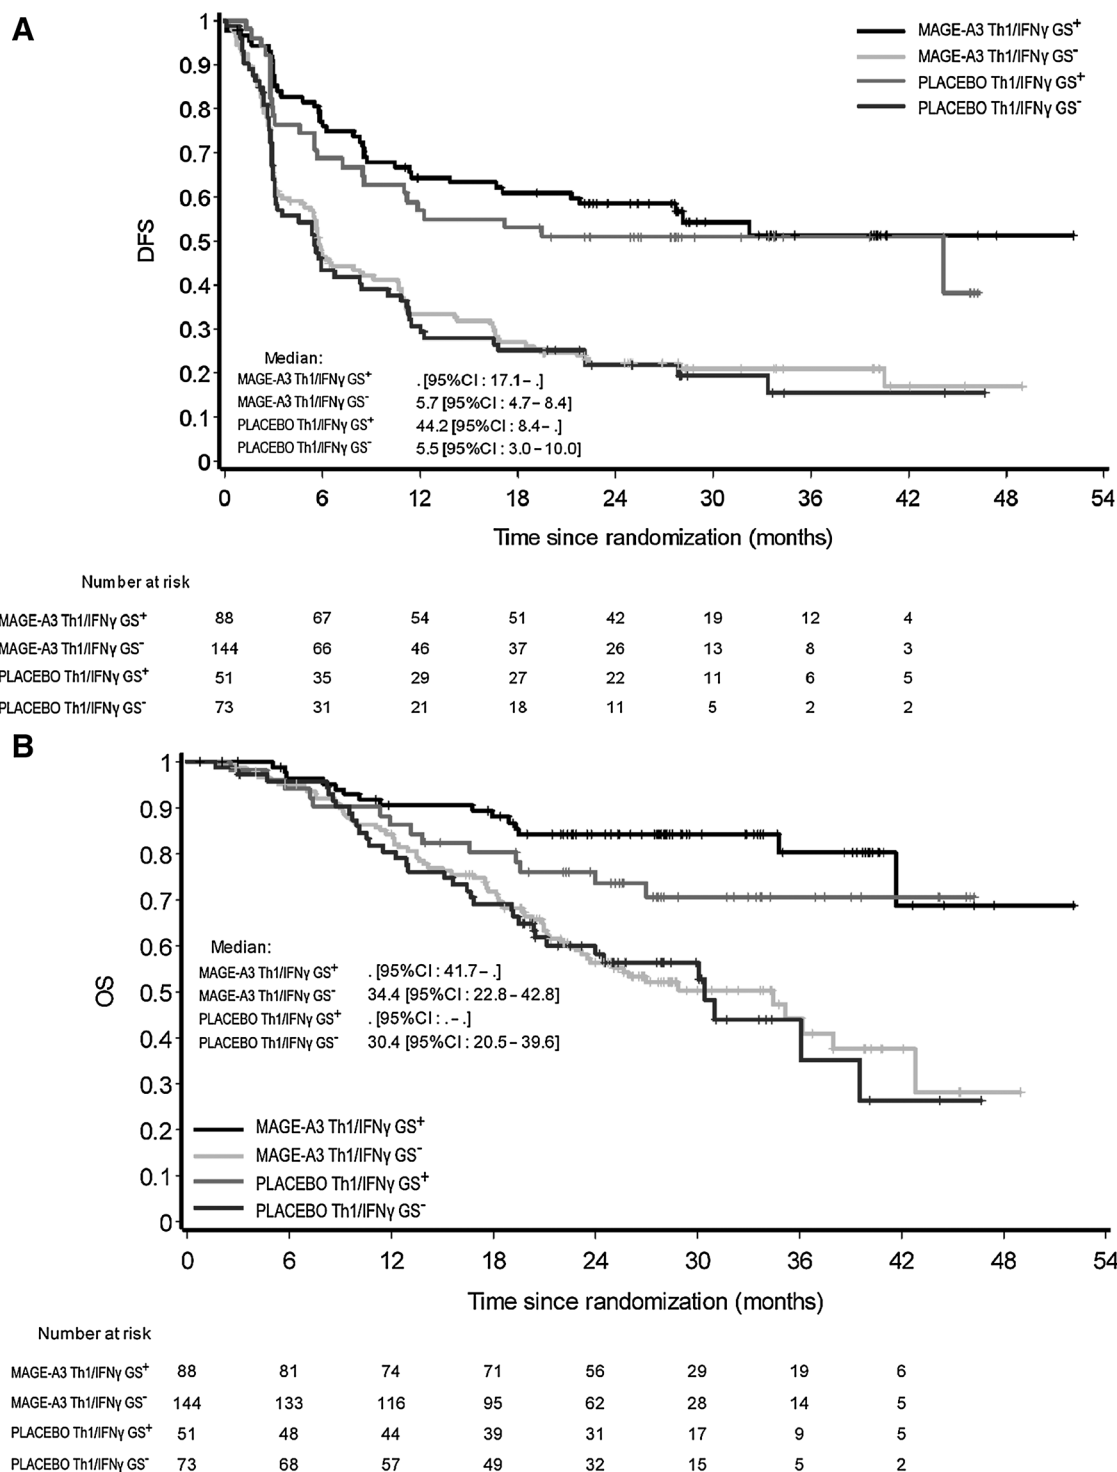 A
MAGE-A3 Th1/IFNγ GS+
MAGE-A3 Th1/IFNγ GS-
PLACEBO Th1/IFNγ GS+
PLACEBO Th1/IFNγ GS-
1
0.9
0.8
0.7
0.6
0.5
0.4
0.3
0.2
0.1
0
DFS
Median:
MAGE-A3 Th1/IFNγ GS+ . [95%CI : 17.1 – .]
MAGE-A3 Th1/IFNγ GS- 5.7 [95%CI : 4.7 – 8.4]
PLACEBO Th1/IFNγ GS+ 44.2 [95%CI : 8.4 – .]
PLACEBO Th1/IFNγ GS- 5.5 [95%CI : 3.0 – 10.0]
0 6 12 18 24 30 36 42 48 54
Time since randomization (months)
Number at risk
MAGE-A3 Th1/IFNγ GS+ 88 67 54 51 42 19 12 4
MAGE-A3 Th1/IFNγ GS- 144 66 46 37 26 13 8 3
PLACEBO Th1/IFNγ GS+ 51 35 29 27 22 11 6 5
PLACEBO Th1/IFNγ GS- 73 31 21 18 11 5 2 2
B
1
0.9
0.8
0.7
0.6
0.5
0.4
0.3
0.2
0.1
0
OS
Median:
MAGE-A3 Th1/IFNγ GS+ . [95%CI : 41.7 – .]
MAGE-A3 Th1/IFNγ GS- 34.4 [95%CI : 22.8 – 42.8]
PLACEBO Th1/IFNγ GS+ . [95%CI : . – .]
PLACEBO Th1/IFNγ GS- 30.4 [95%CI : 20.5 – 39.6]
MAGE-A3 Th1/IFNγ GS+
MAGE-A3 Th1/IFNγ GS-
PLACEBO Th1/IFNγ GS+
PLACEBO Th1/IFNγ GS-
0 6 12 18 24 30 36 42 48 54
Time since randomization (months)
Number at risk
MAGE-A3 Th1/IFNγ GS+ 88 81 74 71 56 29 19 6
MAGE-A3 Th1/IFNγ GS- 144 133 116 95 62 28 14 5
PLACEBO Th1/IFNγ GS+ 51 48 44 39 31 17 9 5
PLACEBO Th1/IFNγ GS- 73 68 57 49 32 15 5 2